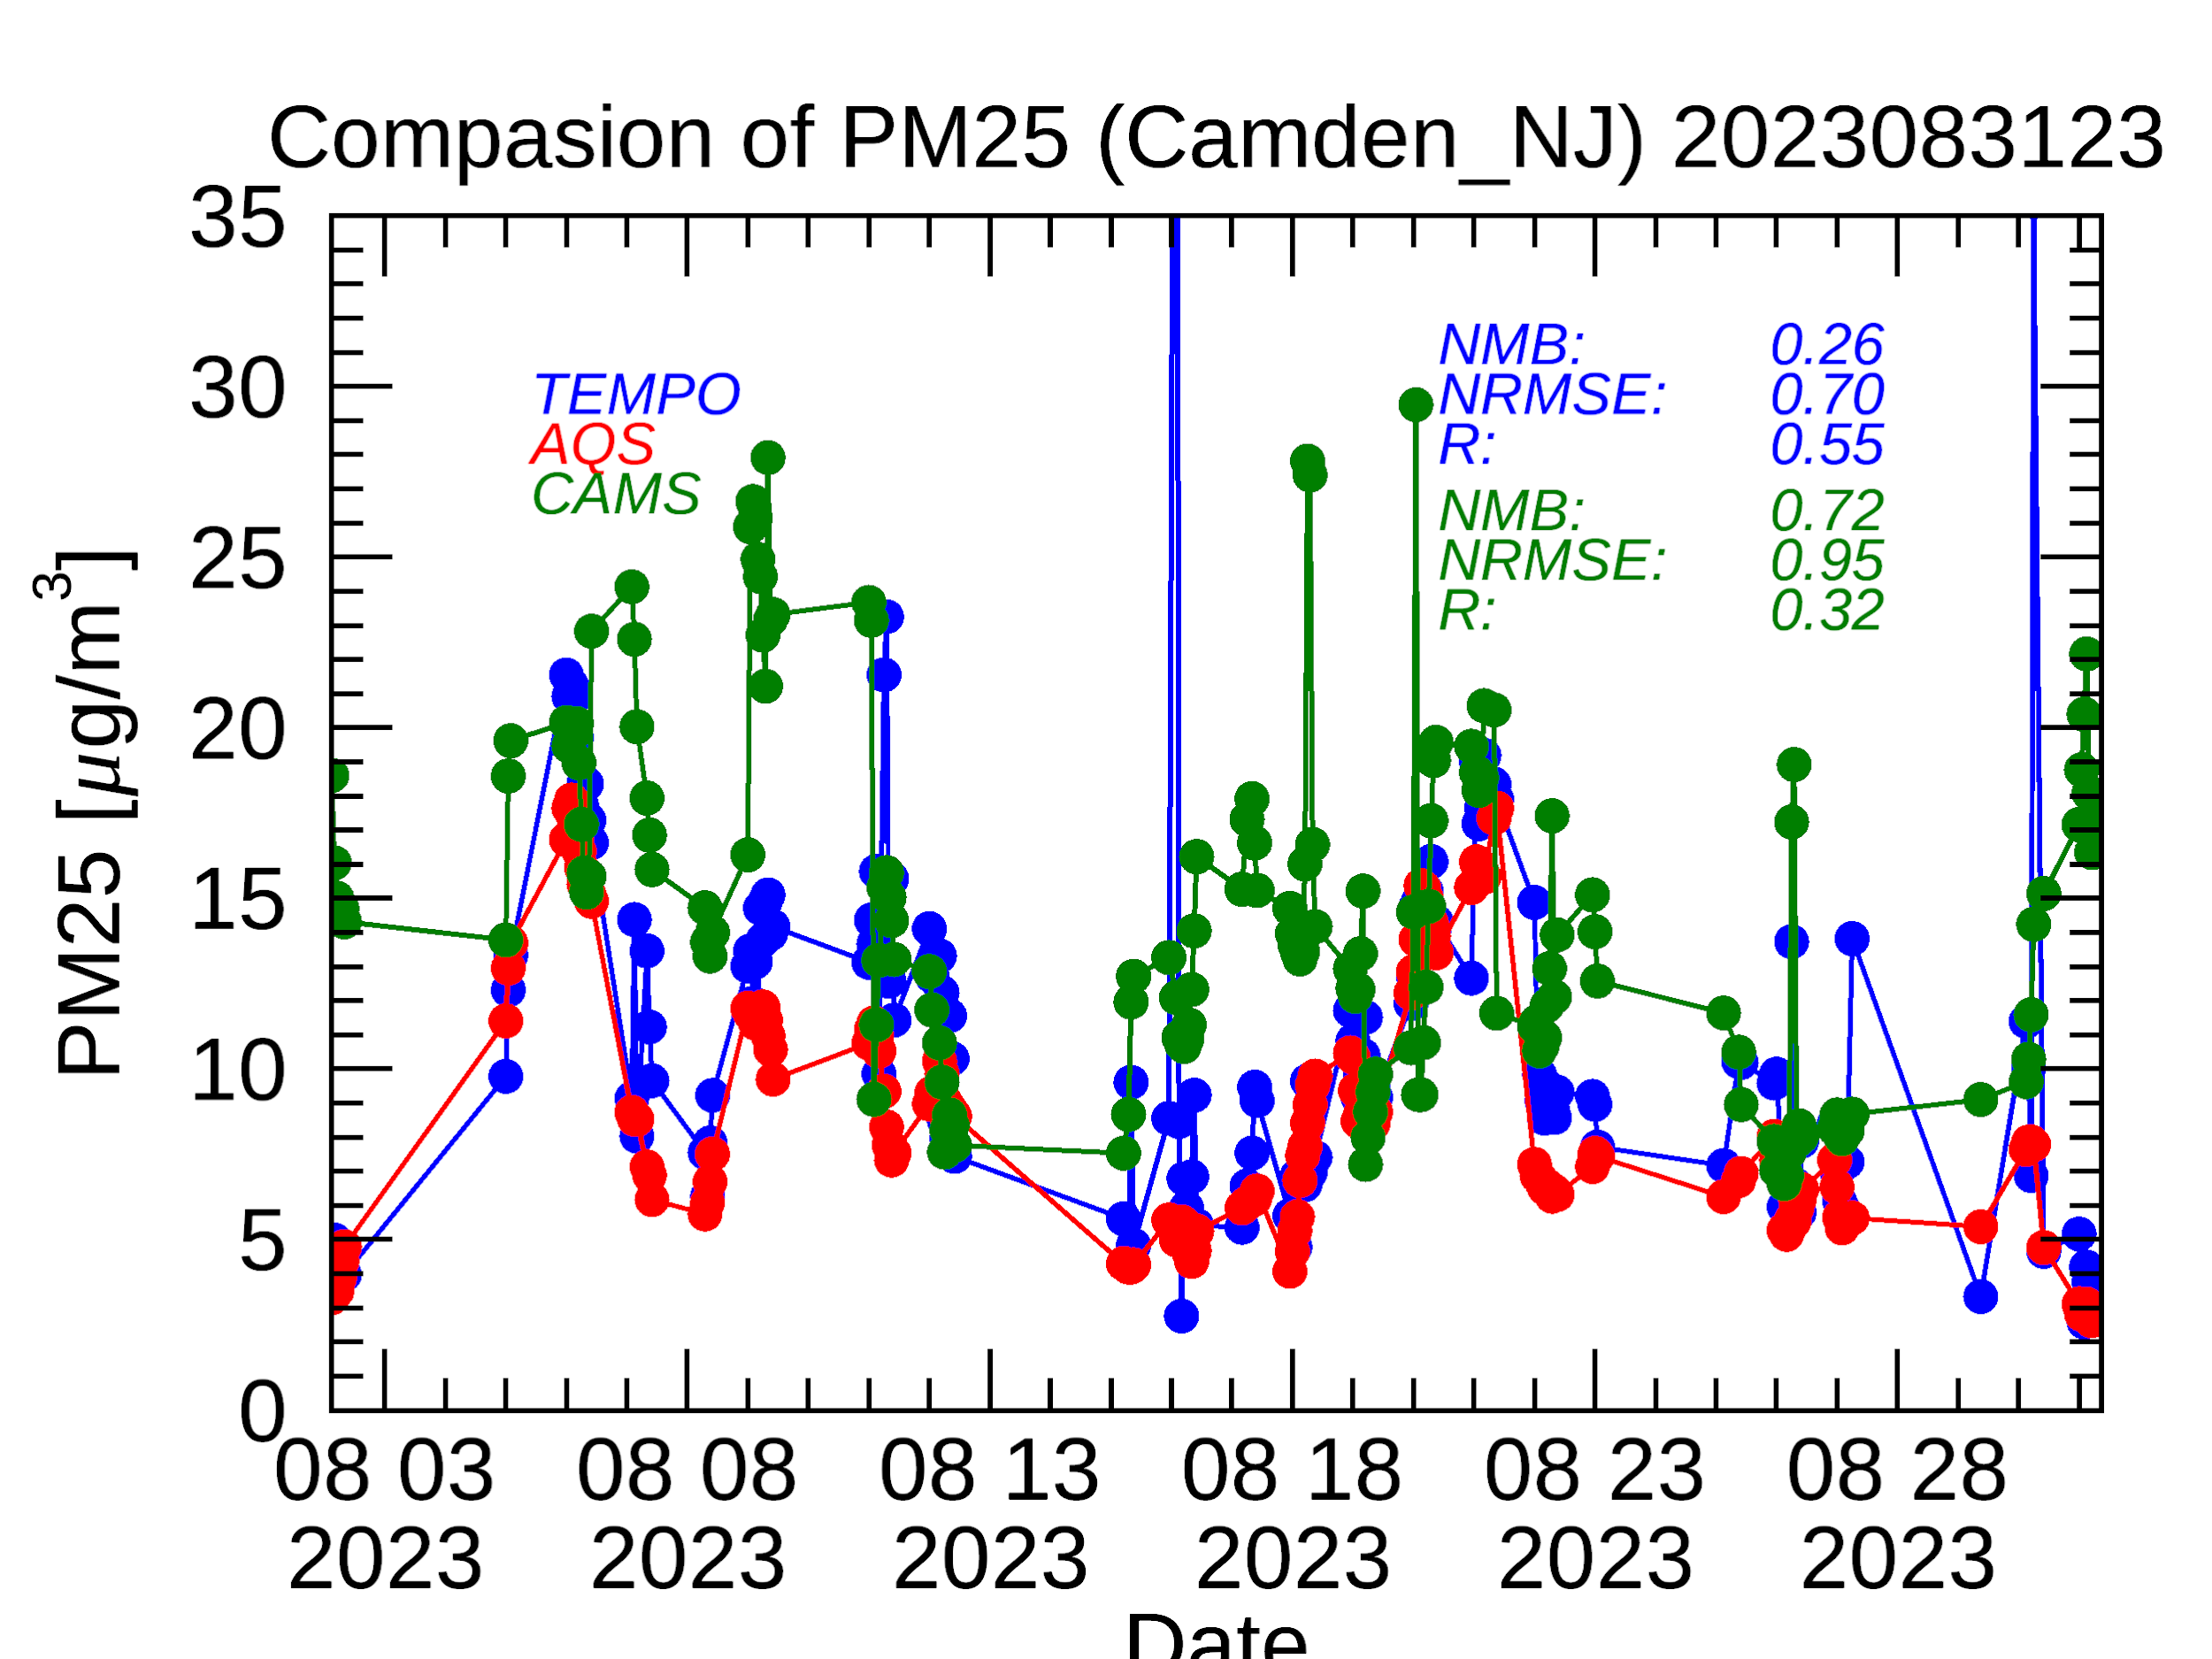 Compasion of PM25 (Camden_NJ) 2023083123
35
30
25
20
15
10
5
0
PM25 [μg/m³]
TEMPO
AQS
CAMS
NMB: 0.26
NRMSE: 0.70
R: 0.55
NMB: 0.72
NRMSE: 0.95
R: 0.32
08 03 08 08 08 13 08 18 08 23 08 28
2023 2023 2023 2023 2023 2023
Date